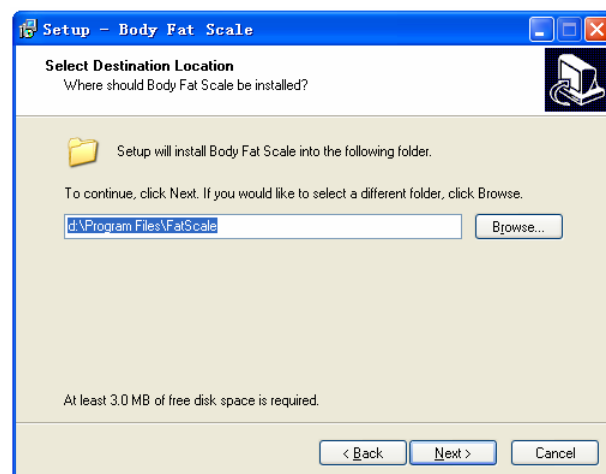 Setup - Body Fat Scale
Select Destination Location
Where should Body Fat Scale be installed?
Setup will install Body Fat Scale into the following folder.
To continue, click Next. If you would like to select a different folder, click Browse.
d:\Program Files\FatScale
Browse...
At least 3.0 MB of free disk space is required.
< Back Next > Cancel